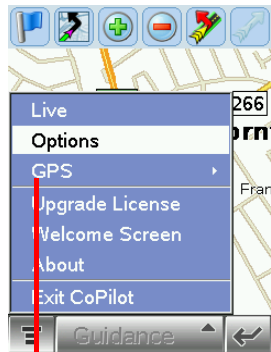 266
Live
Options
GPS
Upgrade License
Welcome Screen
About
Exit CoPilot
Guidance